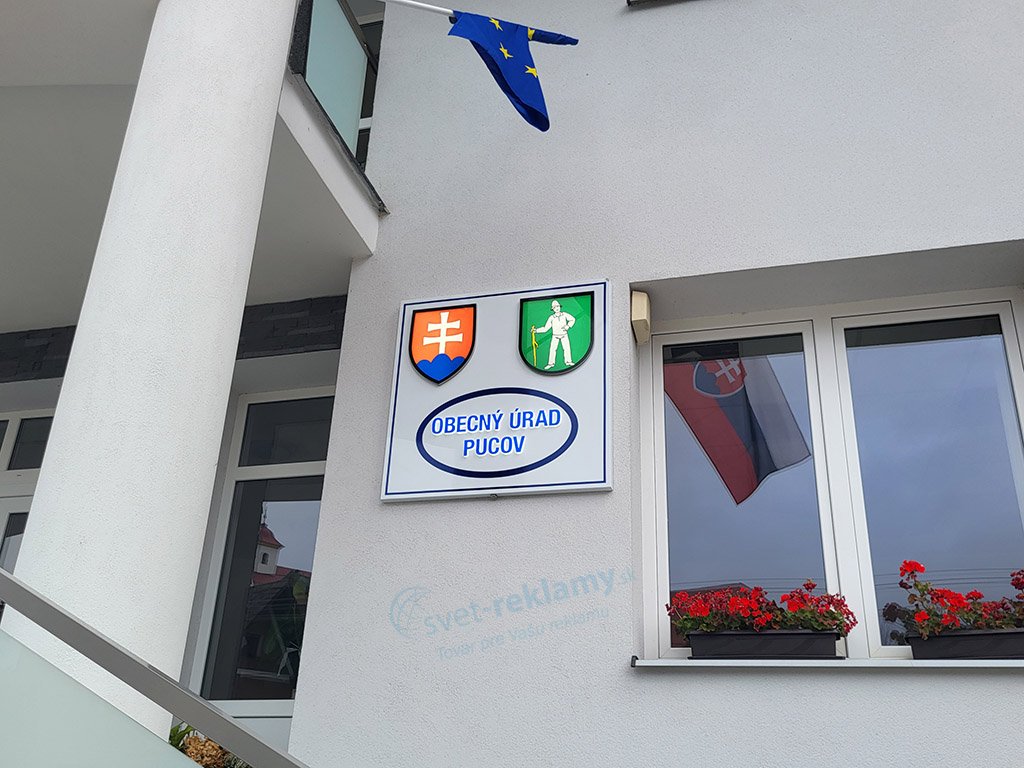 OBECNÝ ÚRAD
PUCOV
svet-reklamy.sk
Tovar pre Vašu reklamu